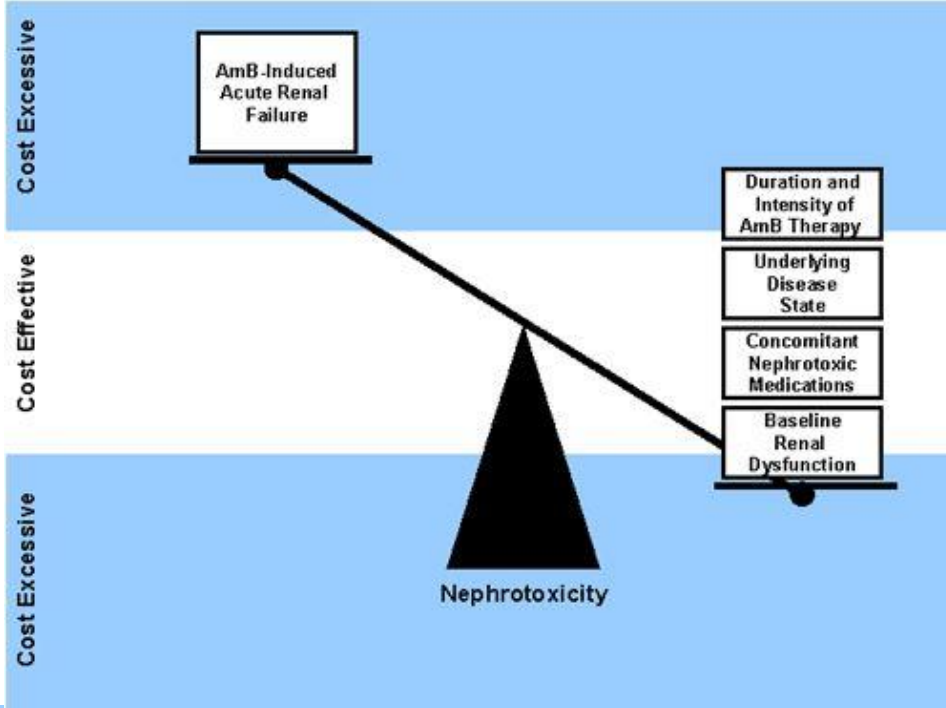 Cost Excessive
Cost Effective
Cost Excessive
AmB-Induced
Acute Renal
Failure
Duration and
Intensity of
AmB Therapy
Underlying
Disease
State
Concomitant
Nephrotoxic
Medications
Baseline
Renal
Dysfunction
Nephrotoxicity